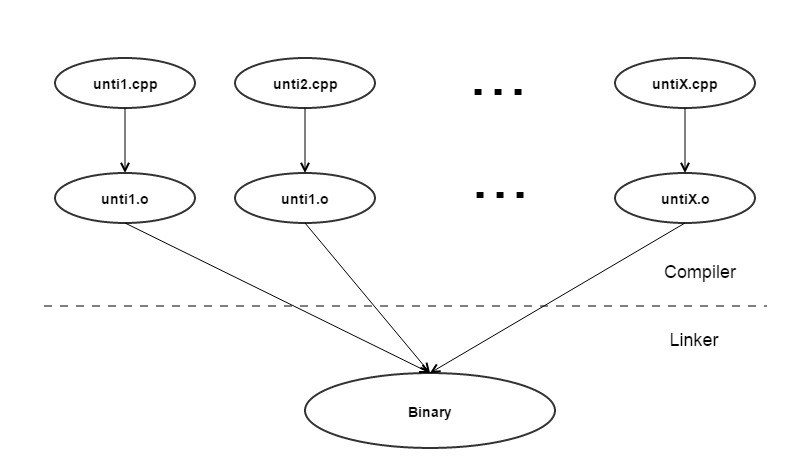 unti1.cpp
unti2.cpp
...
untiX.cpp
unti1.o
unti1.o
...
untiX.o
Compiler
Linker
Binary